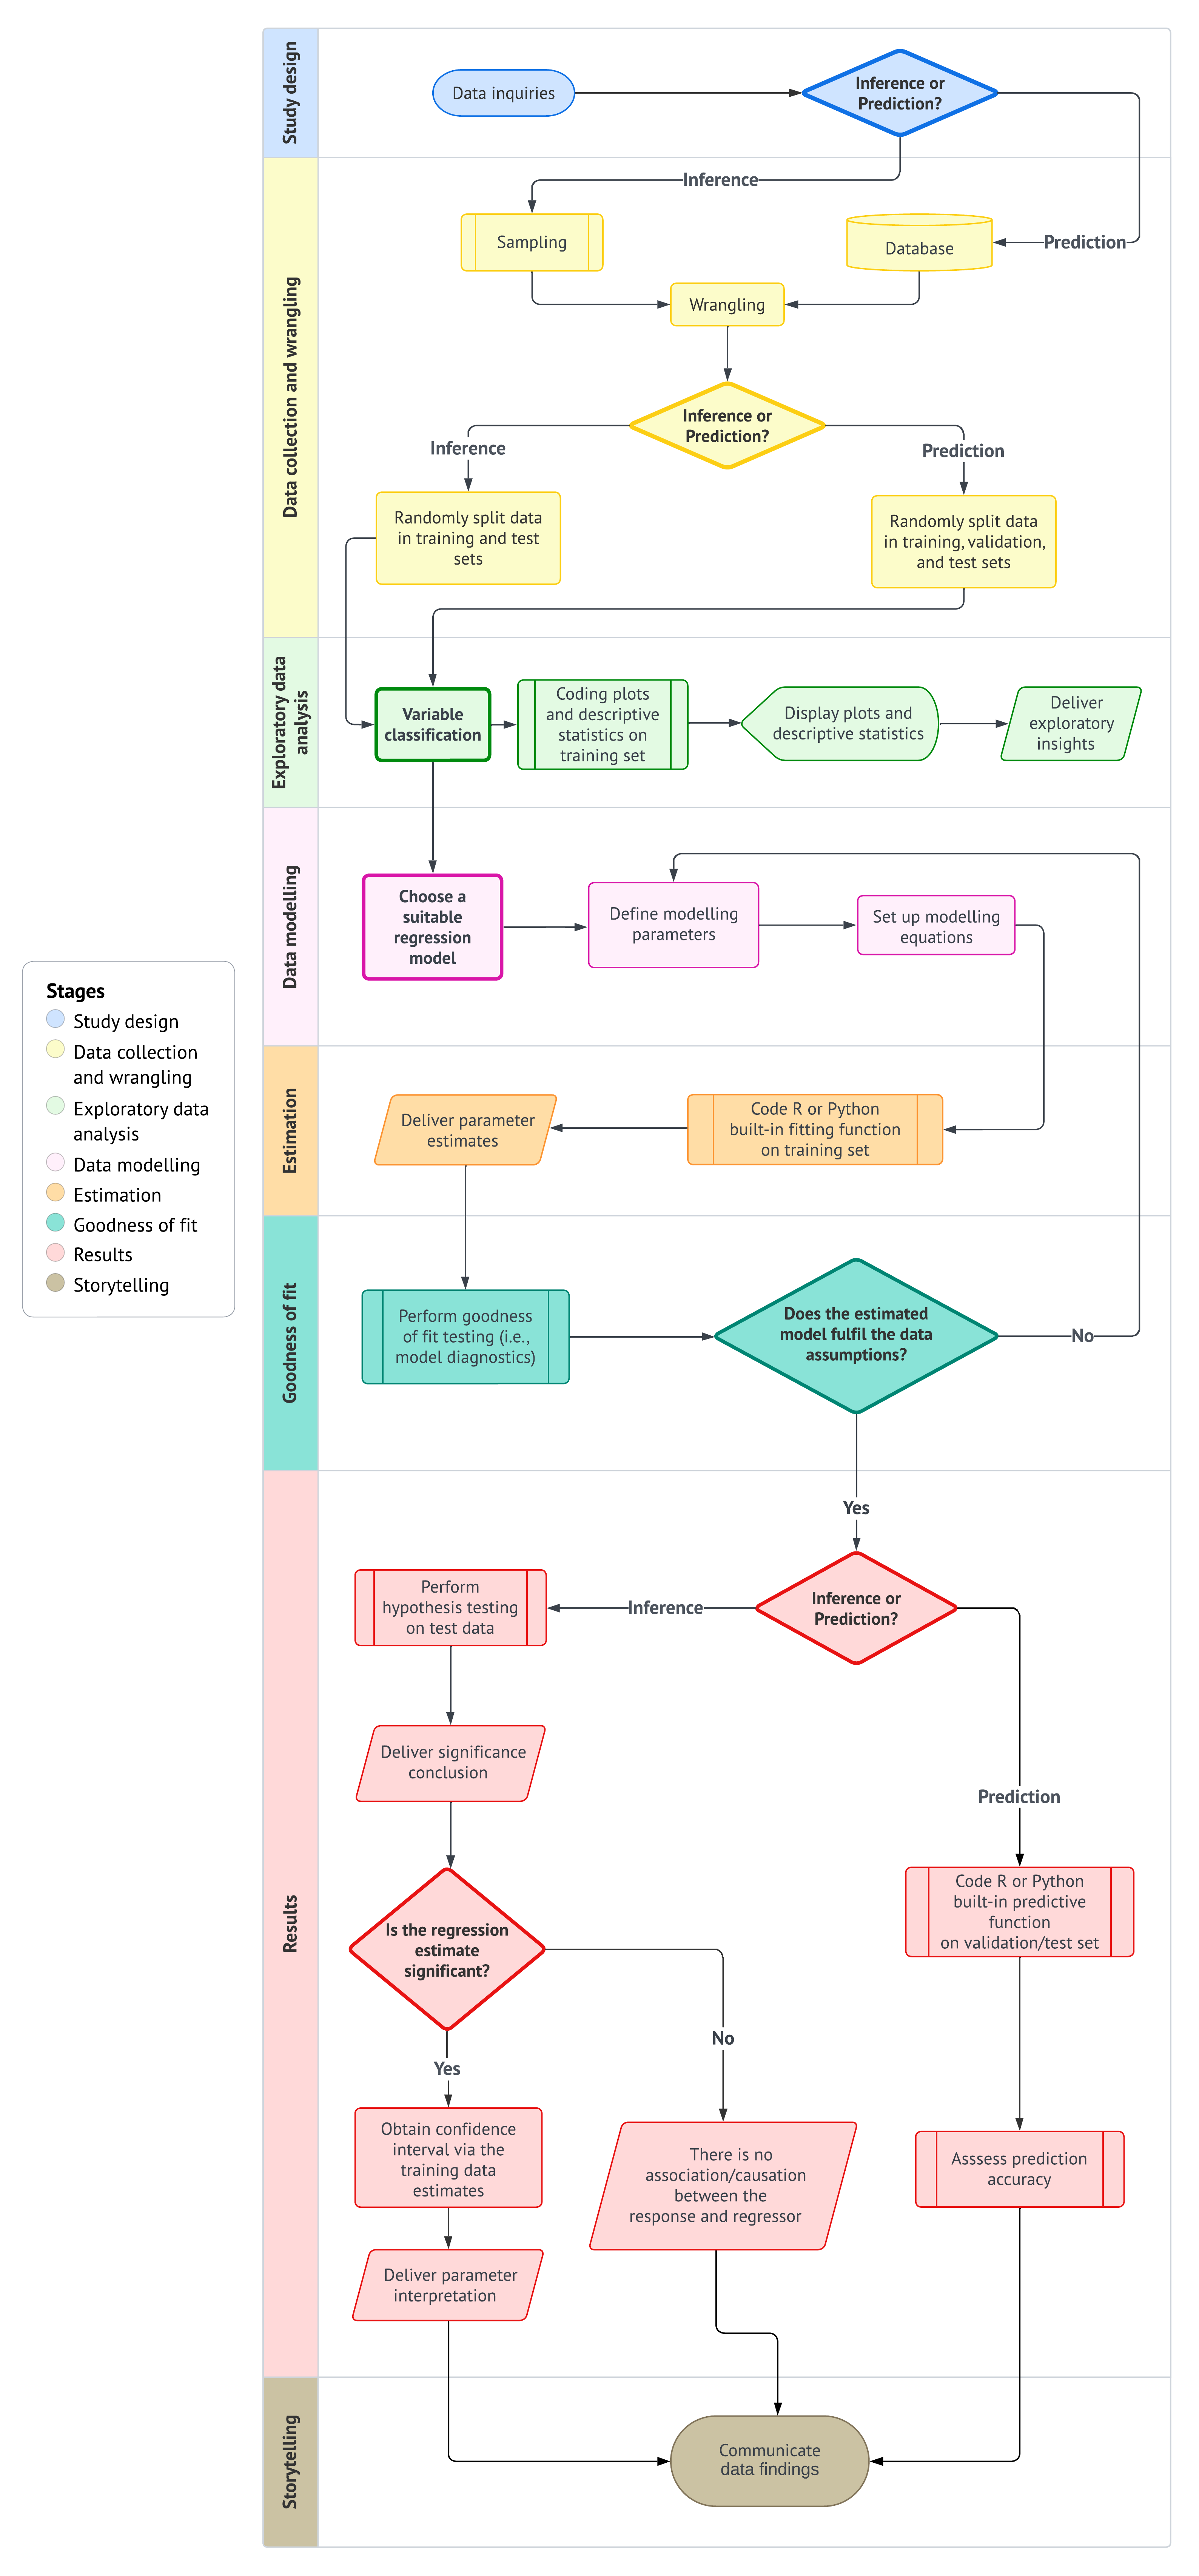 Study design
Data inquiries
Inference or
Prediction?
Data collection and wrangling
Inference
Sampling
Database
Prediction
Wrangling
Inference or
Prediction?
Inference
Prediction
Randomly split data
in training and test
sets
Randomly split data
in training, validation,
and test sets
Exploratory data
analysis
Variable
classification
Coding plots
and descriptive
statistics on
training set
Display plots and
descriptive statistics
Deliver
exploratory
insights
Data modelling
Choose a
suitable
regression
model
Define modelling
parameters
Set up modelling
equations
Stages
Study design
Data collection
and wrangling
Exploratory data
analysis
Data modelling
Estimation
Goodness of fit
Results
Storytelling
Estimation
Deliver parameter
estimates
Code R or Python
built-in fitting function
on training set
Goodness of fit
Perform goodness
of fit testing (i.e.,
model diagnostics)
Does the estimated
model fulfil the data
assumptions?
No
Yes
Results
Perform
hypothesis testing
on test data
Inference
Inference or
Prediction?
Deliver significance
conclusion
Prediction
Is the regression
estimate
significant?
Code R or Python
built-in predictive
function
on validation/test set
No
Yes
Obtain confidence
interval via the
training data
estimates
There is no
association/causation
between the
response and regressor
Asssess prediction
accuracy
Deliver parameter
interpretation
Storytelling
Communicate
data findings